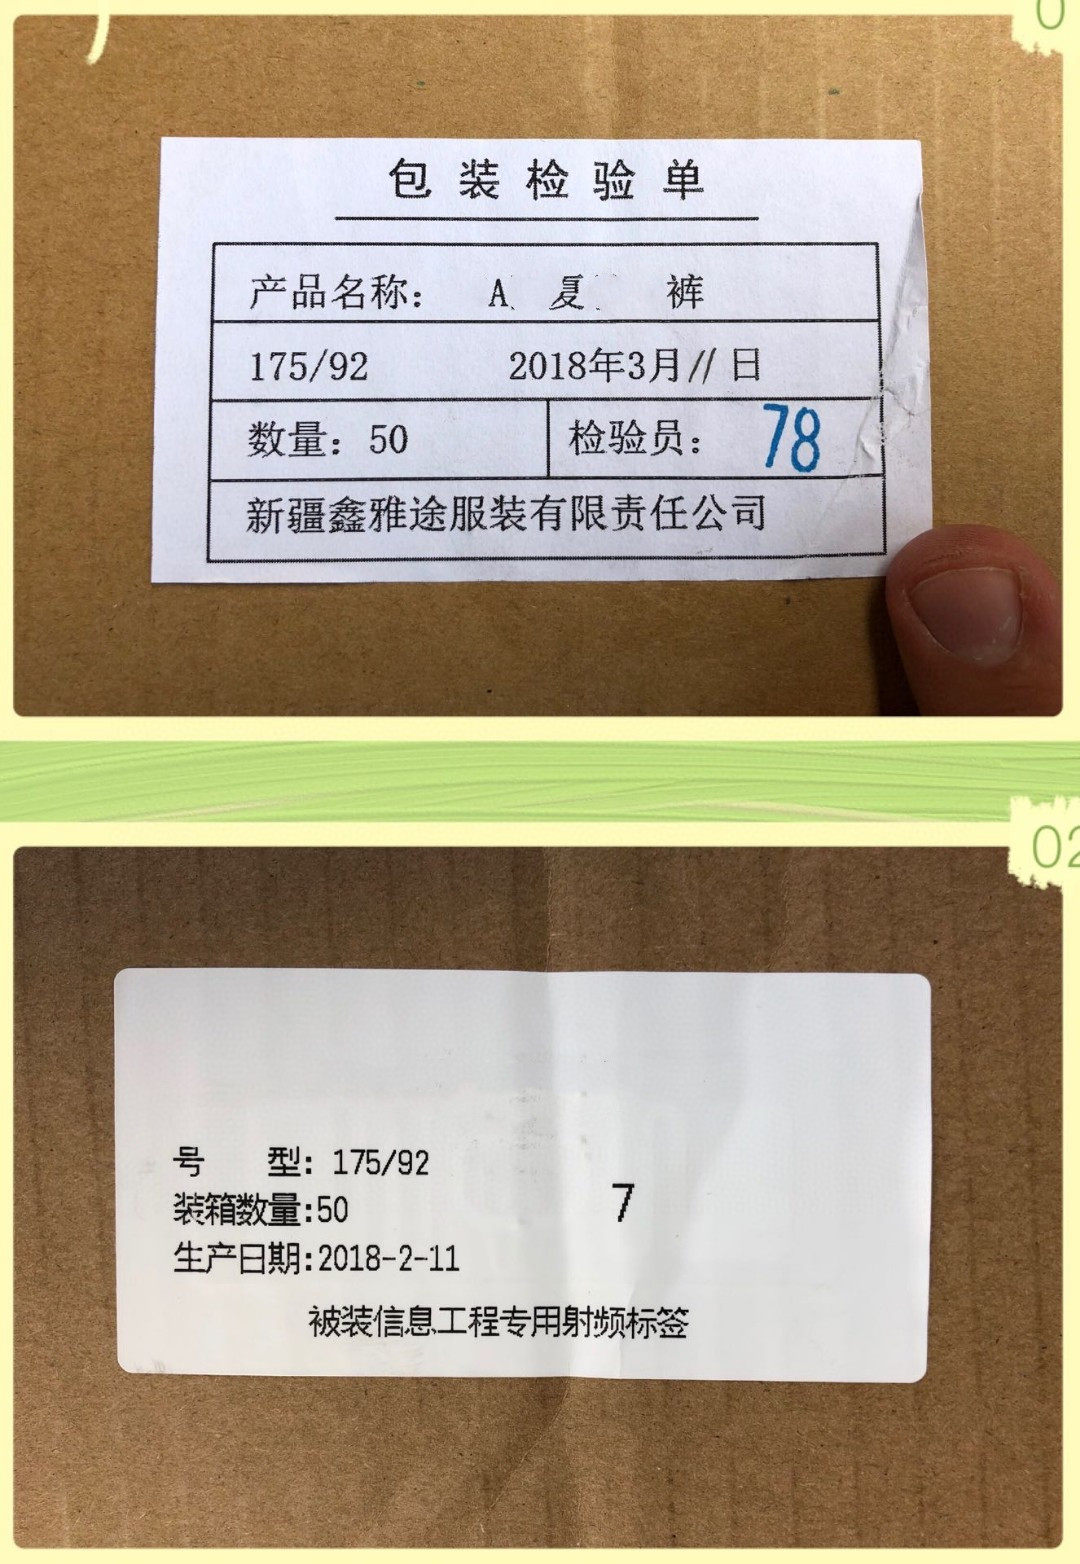 包装检验单
产品名称: A 夏 裤
175/92 2018年3月11日
数量: 50 检验员: 78
新疆鑫雅途服装有限责任公司
02
号 型: 175/92
装箱数量:50
7
生产日期:2018-2-11
被装信息工程专用射频标签